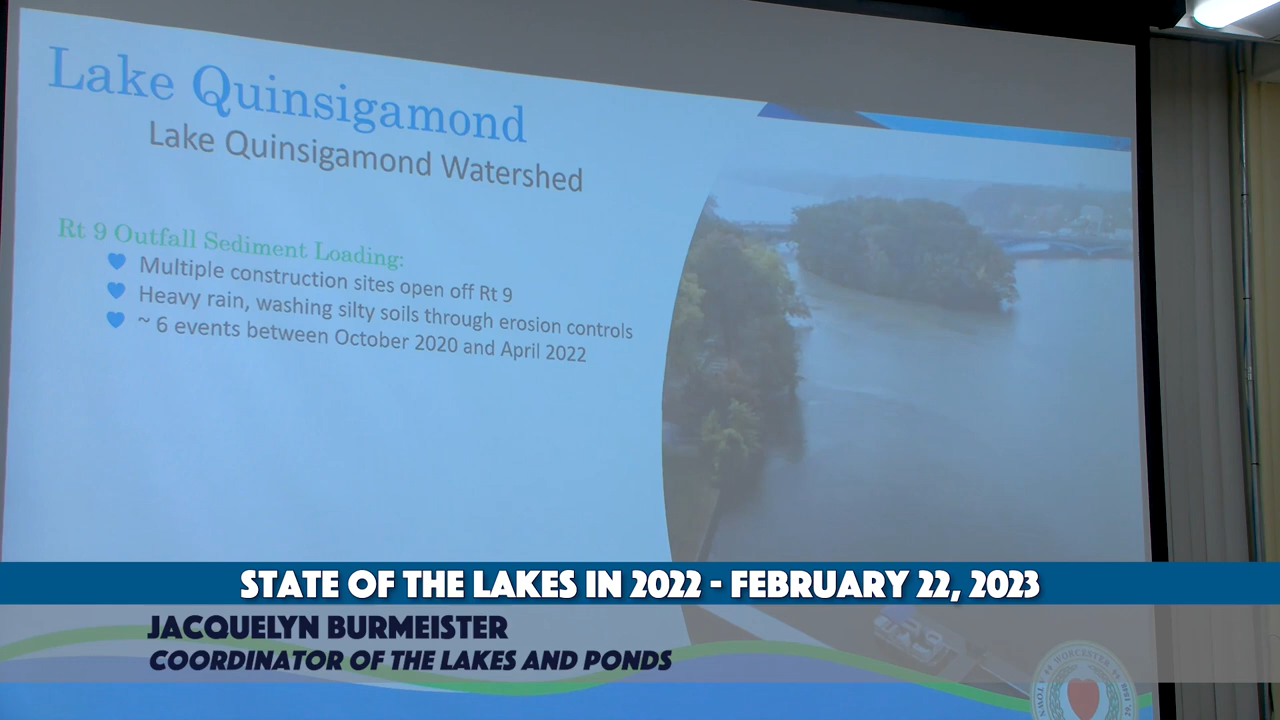 Lake Quinsigamond
Lake Quinsigamond Watershed
Rt 9 Outfall Sediment Loading:
Multiple construction sites open off Rt 9
Heavy rain, washing silty soils through erosion controls
~ 6 events between October 2020 and April 2022
STATE OF THE LAKES IN 2022 - FEBRUARY 22, 2023
JACQUELYN BURMEISTER
COORDINATOR OF THE LAKES AND PONDS
WORCESTER